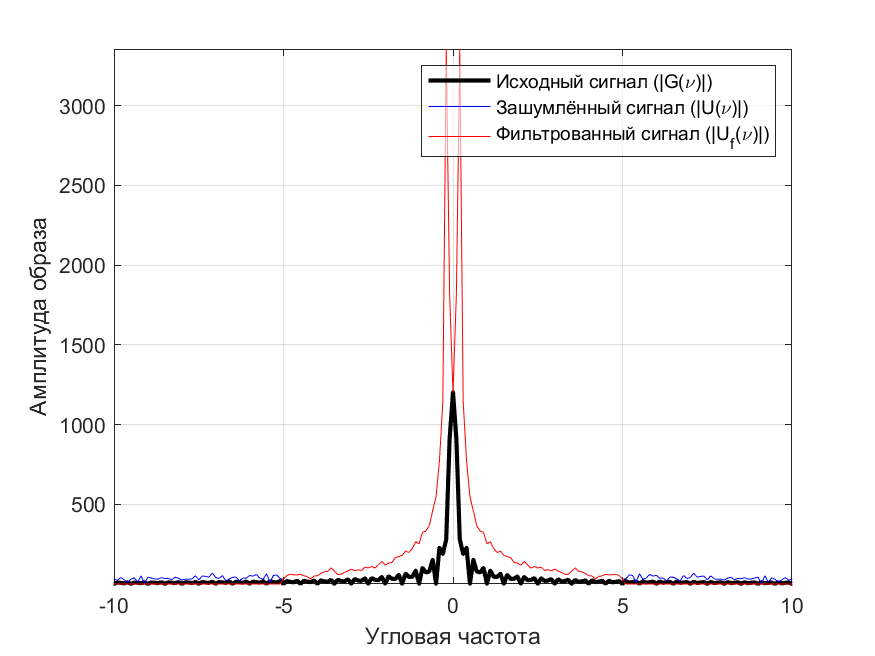 Исходный сигнал (|G(ν)|)
Зашумлённый сигнал (|U(ν)|)
Фильтрованный сигнал (|U_f(ν)|)
3000
2500
2000
1500
1000
500
-10 -5 0 5 10
Амплитуда образа
Угловая частота